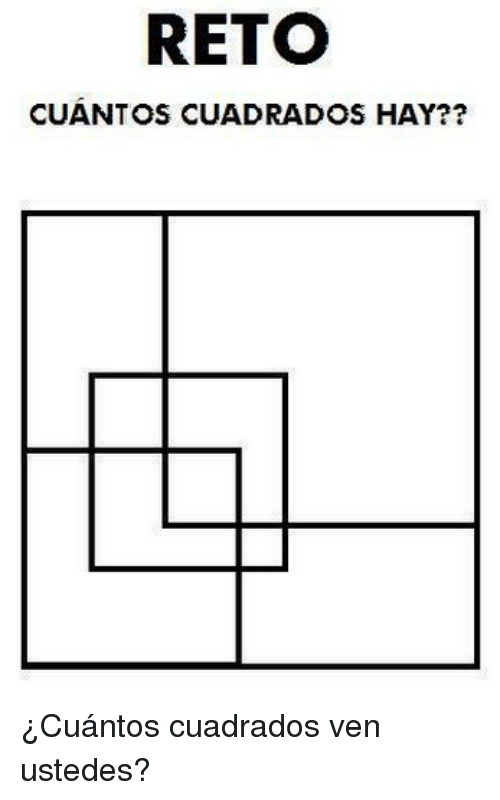 RETO
CUÁNTOS CUADRADOS HAY??
¿Cuántos cuadrados ven
ustedes?